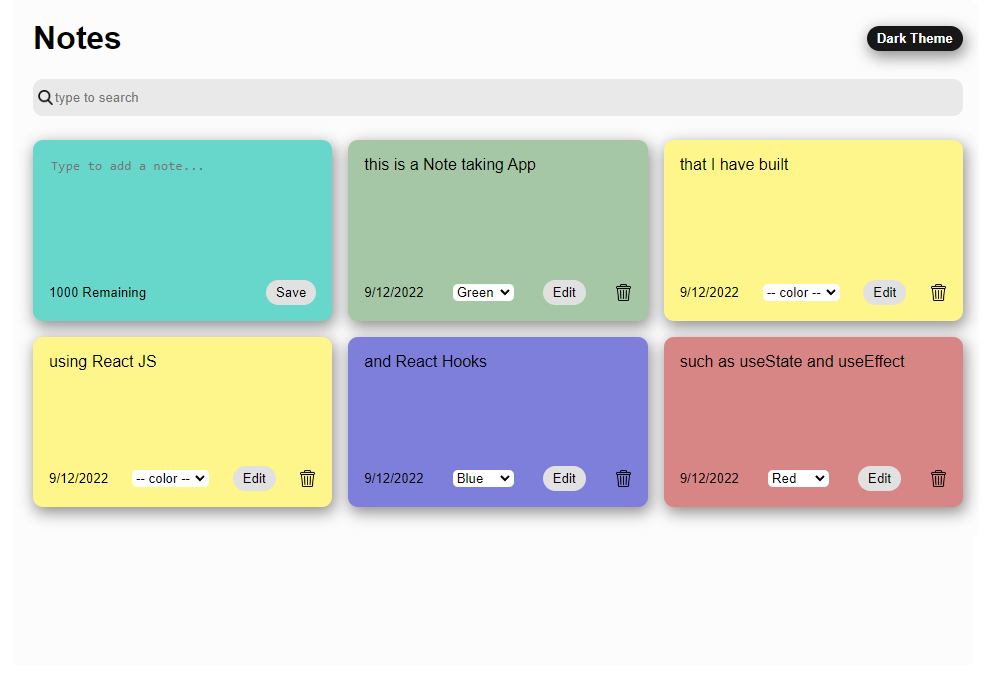 Notes
Dark Theme
type to search
Type to add a note...
1000 Remaining
Save
this is a Note taking App
9/12/2022 Green Edit
that I have built
9/12/2022 -- color -- Edit
using React JS
9/12/2022 -- color -- Edit
and React Hooks
9/12/2022 Blue Edit
such as useState and useEffect
9/12/2022 Red Edit